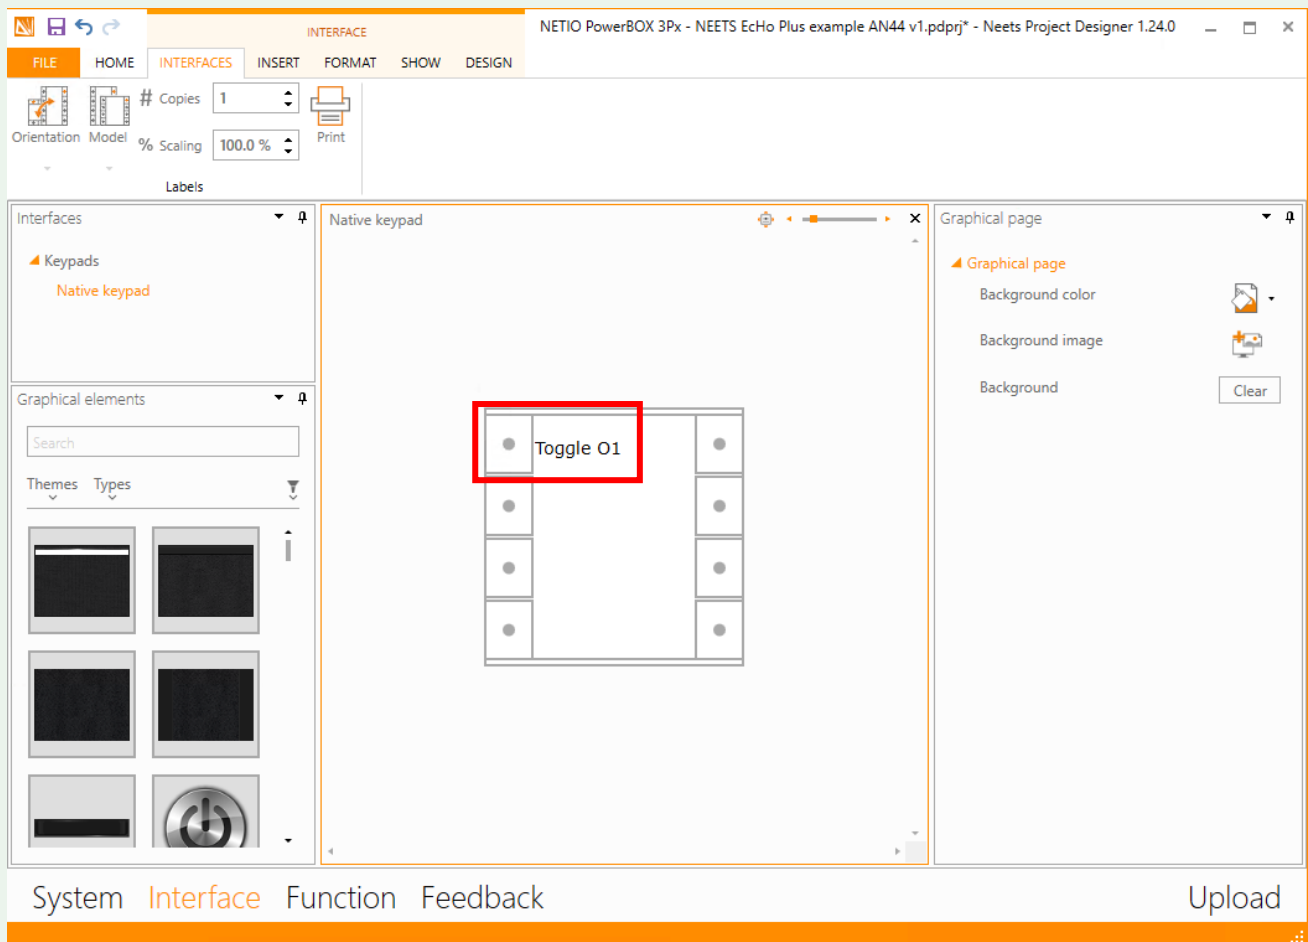 INTERFACE
NETIO PowerBOX 3Px - NEETS EcHo Plus example AN44 v1.pdprj* - Neets Project Designer 1.24.0
FILE HOME INTERFACES INSERT FORMAT SHOW DESIGN
Orientation
Model
# Copies 1
% Scaling 100.0 %
Print
Labels
Interfaces
Keypads
Native keypad
Graphical elements
Search
Themes Types
Native keypad
Toggle O1
Graphical page
Graphical page
Background color
Background image
Background Clear
System Interface Function Feedback Upload